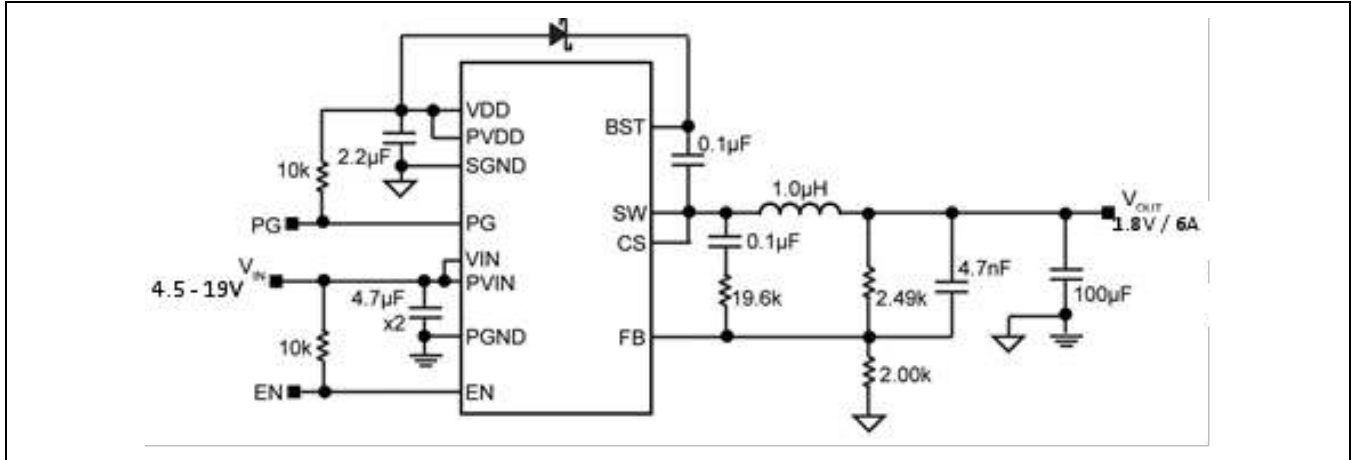 VDD
PVDD
2.2µF
SGND
10k
PG
PG
VIN
V_IN
4.5 - 19V
PVIN
4.7µF
x2
PGND
10k
EN
EN
BST
0.1µF
1.0µH
SW
CS
0.1µF
19.6k
2.49k
4.7nF
FB
2.00k
100µF
V_OUT
1.8V / 6A